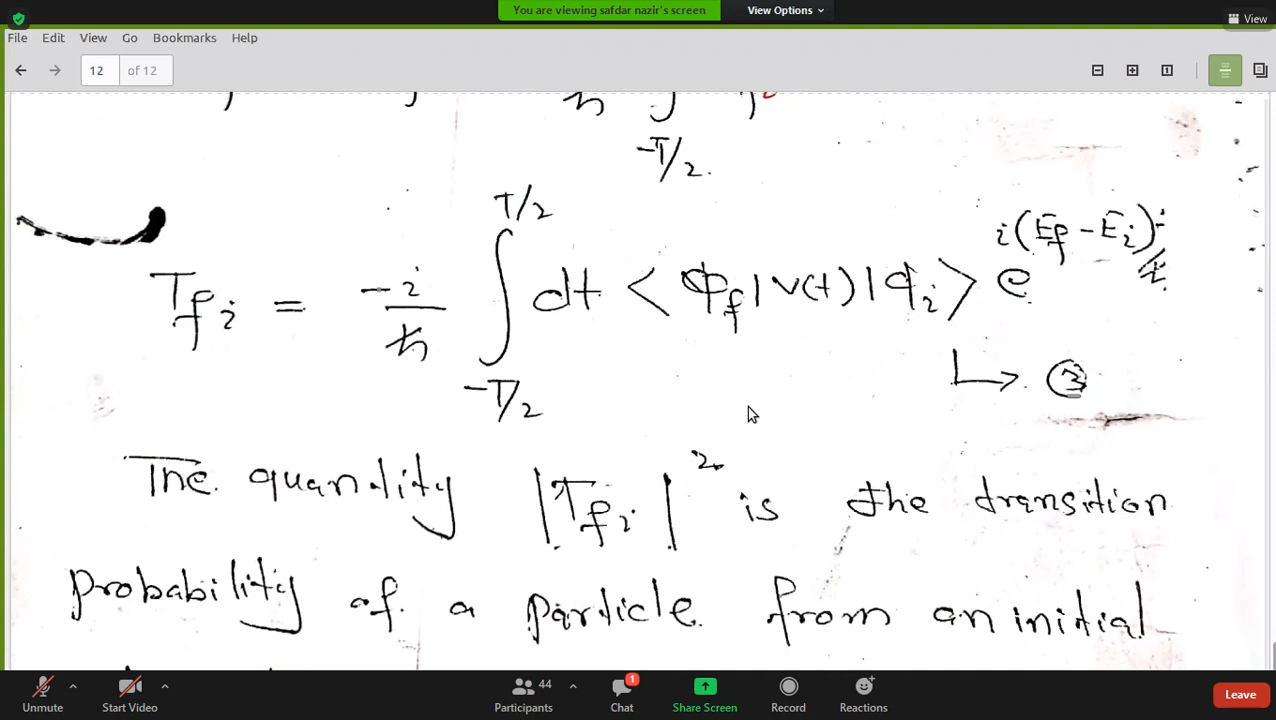 You are viewing safdar nazir's screen
View Options
View
File Edit View Go Bookmarks Help
12 of 12
-T/2.
T/2
Tfi = -i/ħ ∫ dt < φf | v(t) | φi > e^i(Ef - Ei)t/ħ
-T/2
↳ ③
The quantity |Tfi|² is the transition
probability of a particle from an initial
Unmute
Start Video
44
Participants
1
Chat
Share Screen
Record
Reactions
Leave